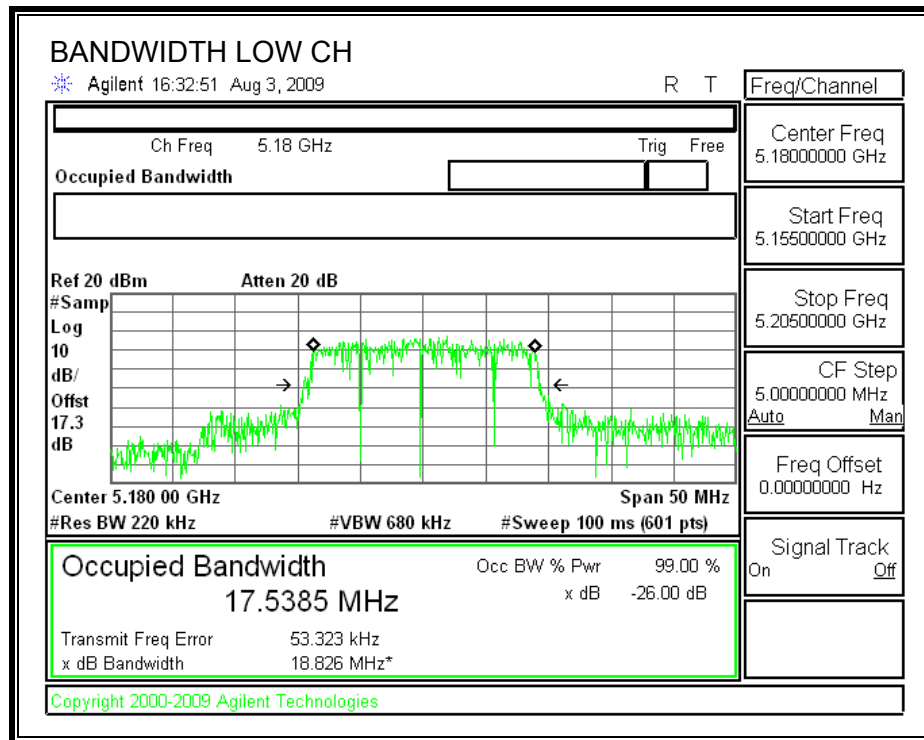 BANDWIDTH LOW CH
Agilent 16:32:51 Aug 3, 2009 R T
Freq/Channel
Ch Freq 5.18 GHz Trig Free
Occupied Bandwidth
Center Freq
5.18000000 GHz
Start Freq
5.15500000 GHz
Stop Freq
5.20500000 GHz
CF Step
5.00000000 MHz
Auto Man
Freq Offset
0.00000000 Hz
Signal Track
On Off
Ref 20 dBm Atten 20 dB
#Samp
Log
10
dB/
Offst
17.3
dB
Center 5.180 00 GHz Span 50 MHz
#Res BW 220 kHz #VBW 680 kHz #Sweep 100 ms (601 pts)
Occupied Bandwidth Occ BW % Pwr 99.00 %
17.5385 MHz x dB -26.00 dB
Transmit Freq Error 53.323 kHz
x dB Bandwidth 18.826 MHz*
Copyright 2000-2009 Agilent Technologies